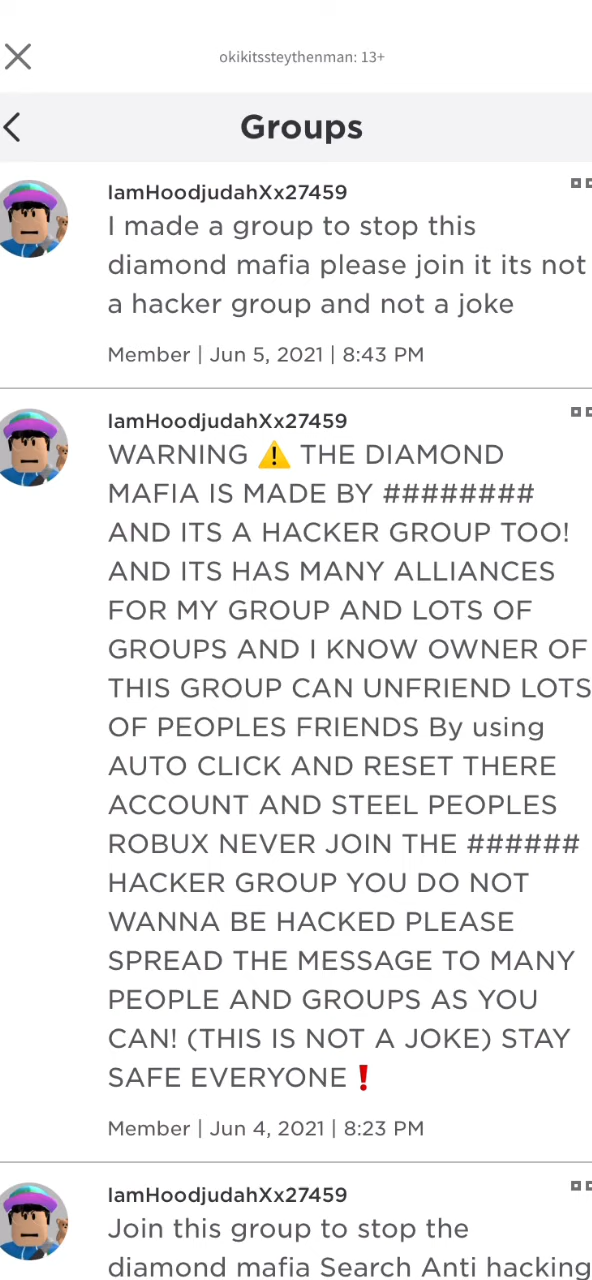 okikitssteythenman: 13+
Groups
IamHoodjudahXx27459
I made a group to stop this
diamond mafia please join it its not
a hacker group and not a joke
Member | Jun 5, 2021 | 8:43 PM
IamHoodjudahXx27459
WARNING ⚠️ THE DIAMOND
MAFIA IS MADE BY ########
AND ITS A HACKER GROUP TOO!
AND ITS HAS MANY ALLIANCES
FOR MY GROUP AND LOTS OF
GROUPS AND I KNOW OWNER OF
THIS GROUP CAN UNFRIEND LOTS
OF PEOPLES FRIENDS By using
AUTO CLICK AND RESET THERE
ACCOUNT AND STEEL PEOPLES
ROBUX NEVER JOIN THE ######
HACKER GROUP YOU DO NOT
WANNA BE HACKED PLEASE
SPREAD THE MESSAGE TO MANY
PEOPLE AND GROUPS AS YOU
CAN! (THIS IS NOT A JOKE) STAY
SAFE EVERYONE❗
Member | Jun 4, 2021 | 8:23 PM
IamHoodjudahXx27459
Join this group to stop the
diamond mafia Search Anti hacking